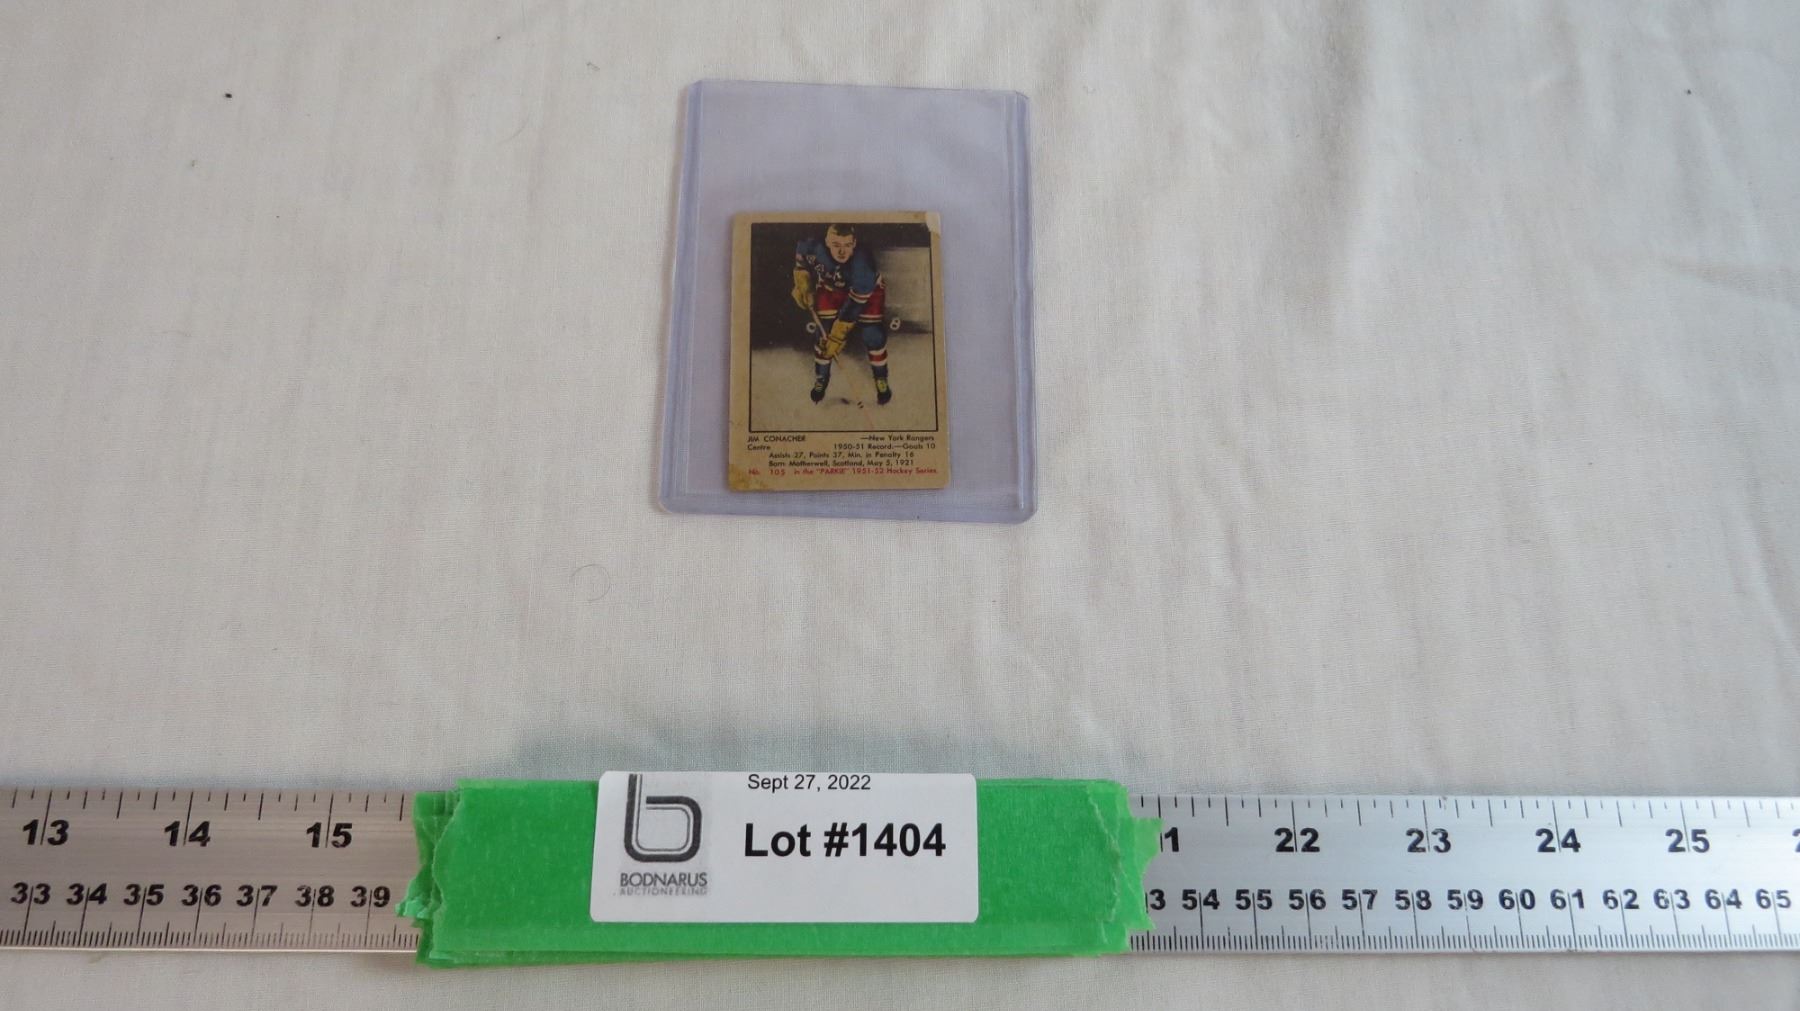 JIM CONACHER —New York Rangers
Centre 1950-51 Record:—Goals 10
Assists 27, Points 37, Min. in Penalty 16
Born Motherwell, Scotland, May 5, 1921
No. 105 in the "PARKIE" 1951-52 Hockey Series.
Sept 27, 2022
Lot #1404
b
BODNARUS
AUCTIONEERING
13 14 15 22 23 24 25
33 34 35 36 37 38 39 54 55 56 57 58 59 60 61 62 63 64 65